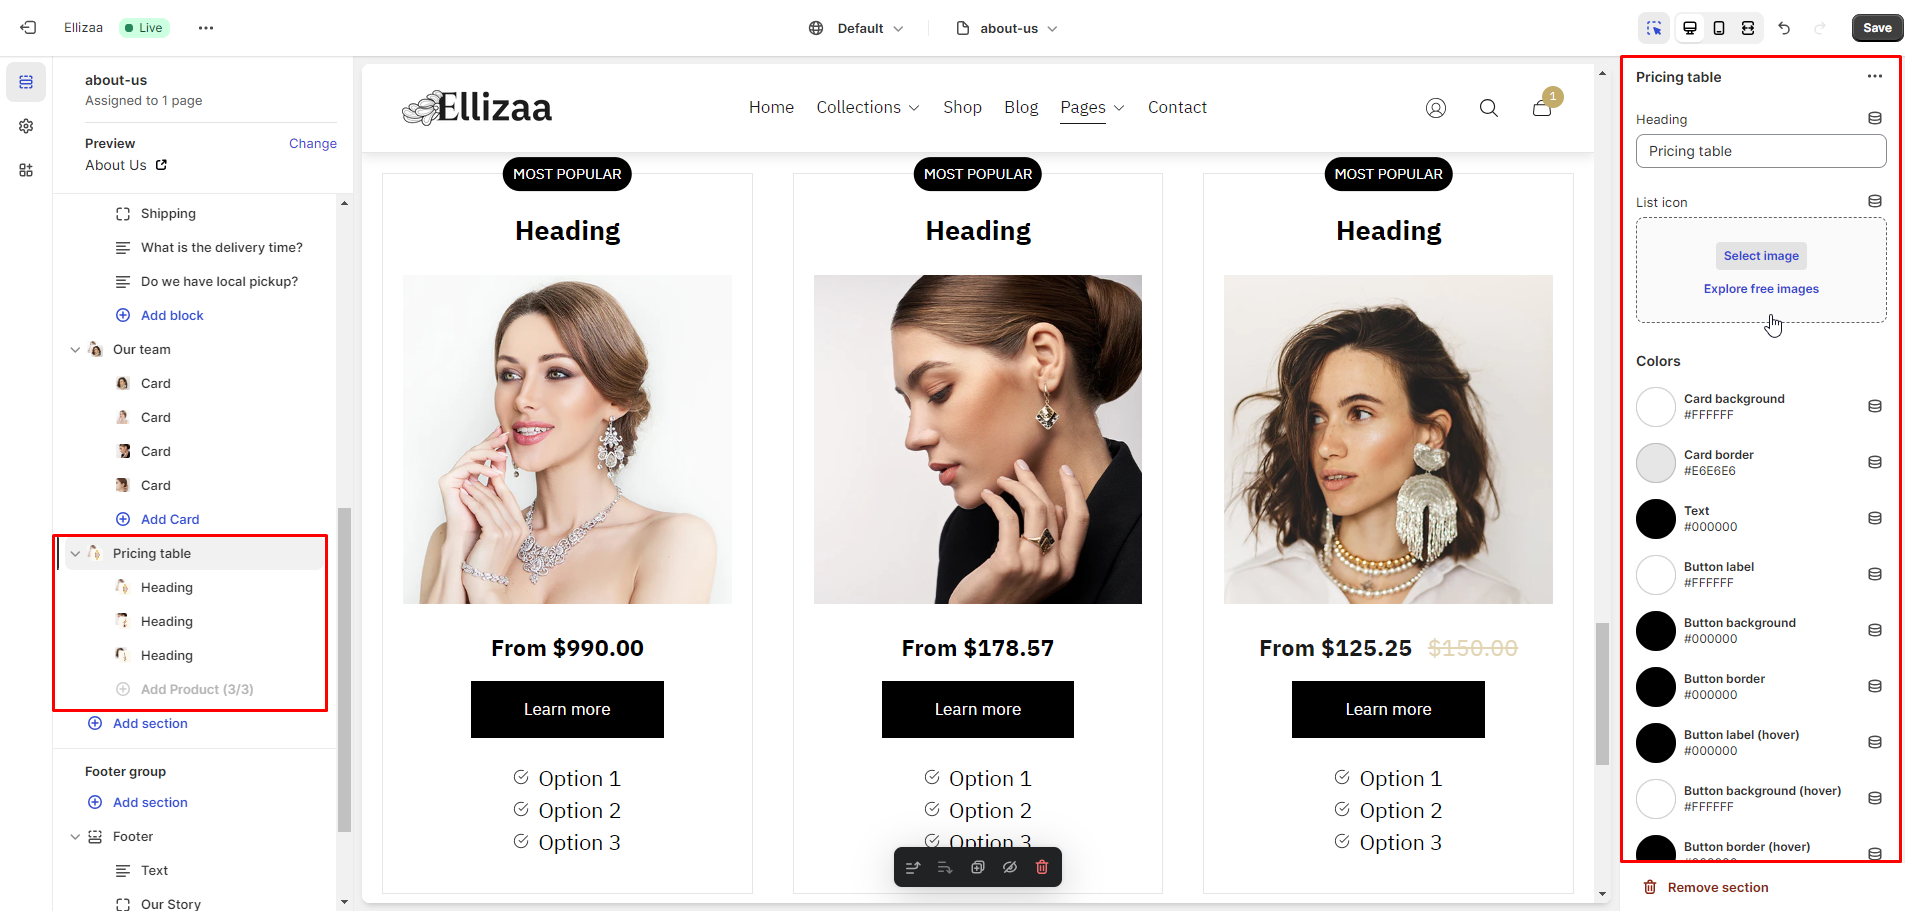 Ellizaa
Live
Default
about-us
Save
about-us
Assigned to 1 page
Preview
Change
About Us
Shipping
What is the delivery time?
Do we have local pickup?
Add block
Our team
Card
Card
Card
Card
Add Card
Pricing table
Heading
Heading
Heading
Add Product (3/3)
Add section
Footer group
Add section
Footer
Text
Our Story
Ellizaa
Home
Collections
Shop
Blog
Pages
Contact
1
MOST POPULAR
Heading
From $990.00
Learn more
Option 1
Option 2
Option 3
MOST POPULAR
Heading
From $178.57
Learn more
Option 1
Option 2
Option 3
MOST POPULAR
Heading
From $125.25 $150.00
Learn more
Option 1
Option 2
Option 3
Pricing table
Heading
Pricing table
List icon
Select image
Explore free images
Colors
Card background
#FFFFFF
Card border
#E6E6E6
Text
#000000
Button label
#FFFFFF
Button background
#000000
Button border
#000000
Button label (hover)
#000000
Button background (hover)
#FFFFFF
Button border (hover)
Remove section